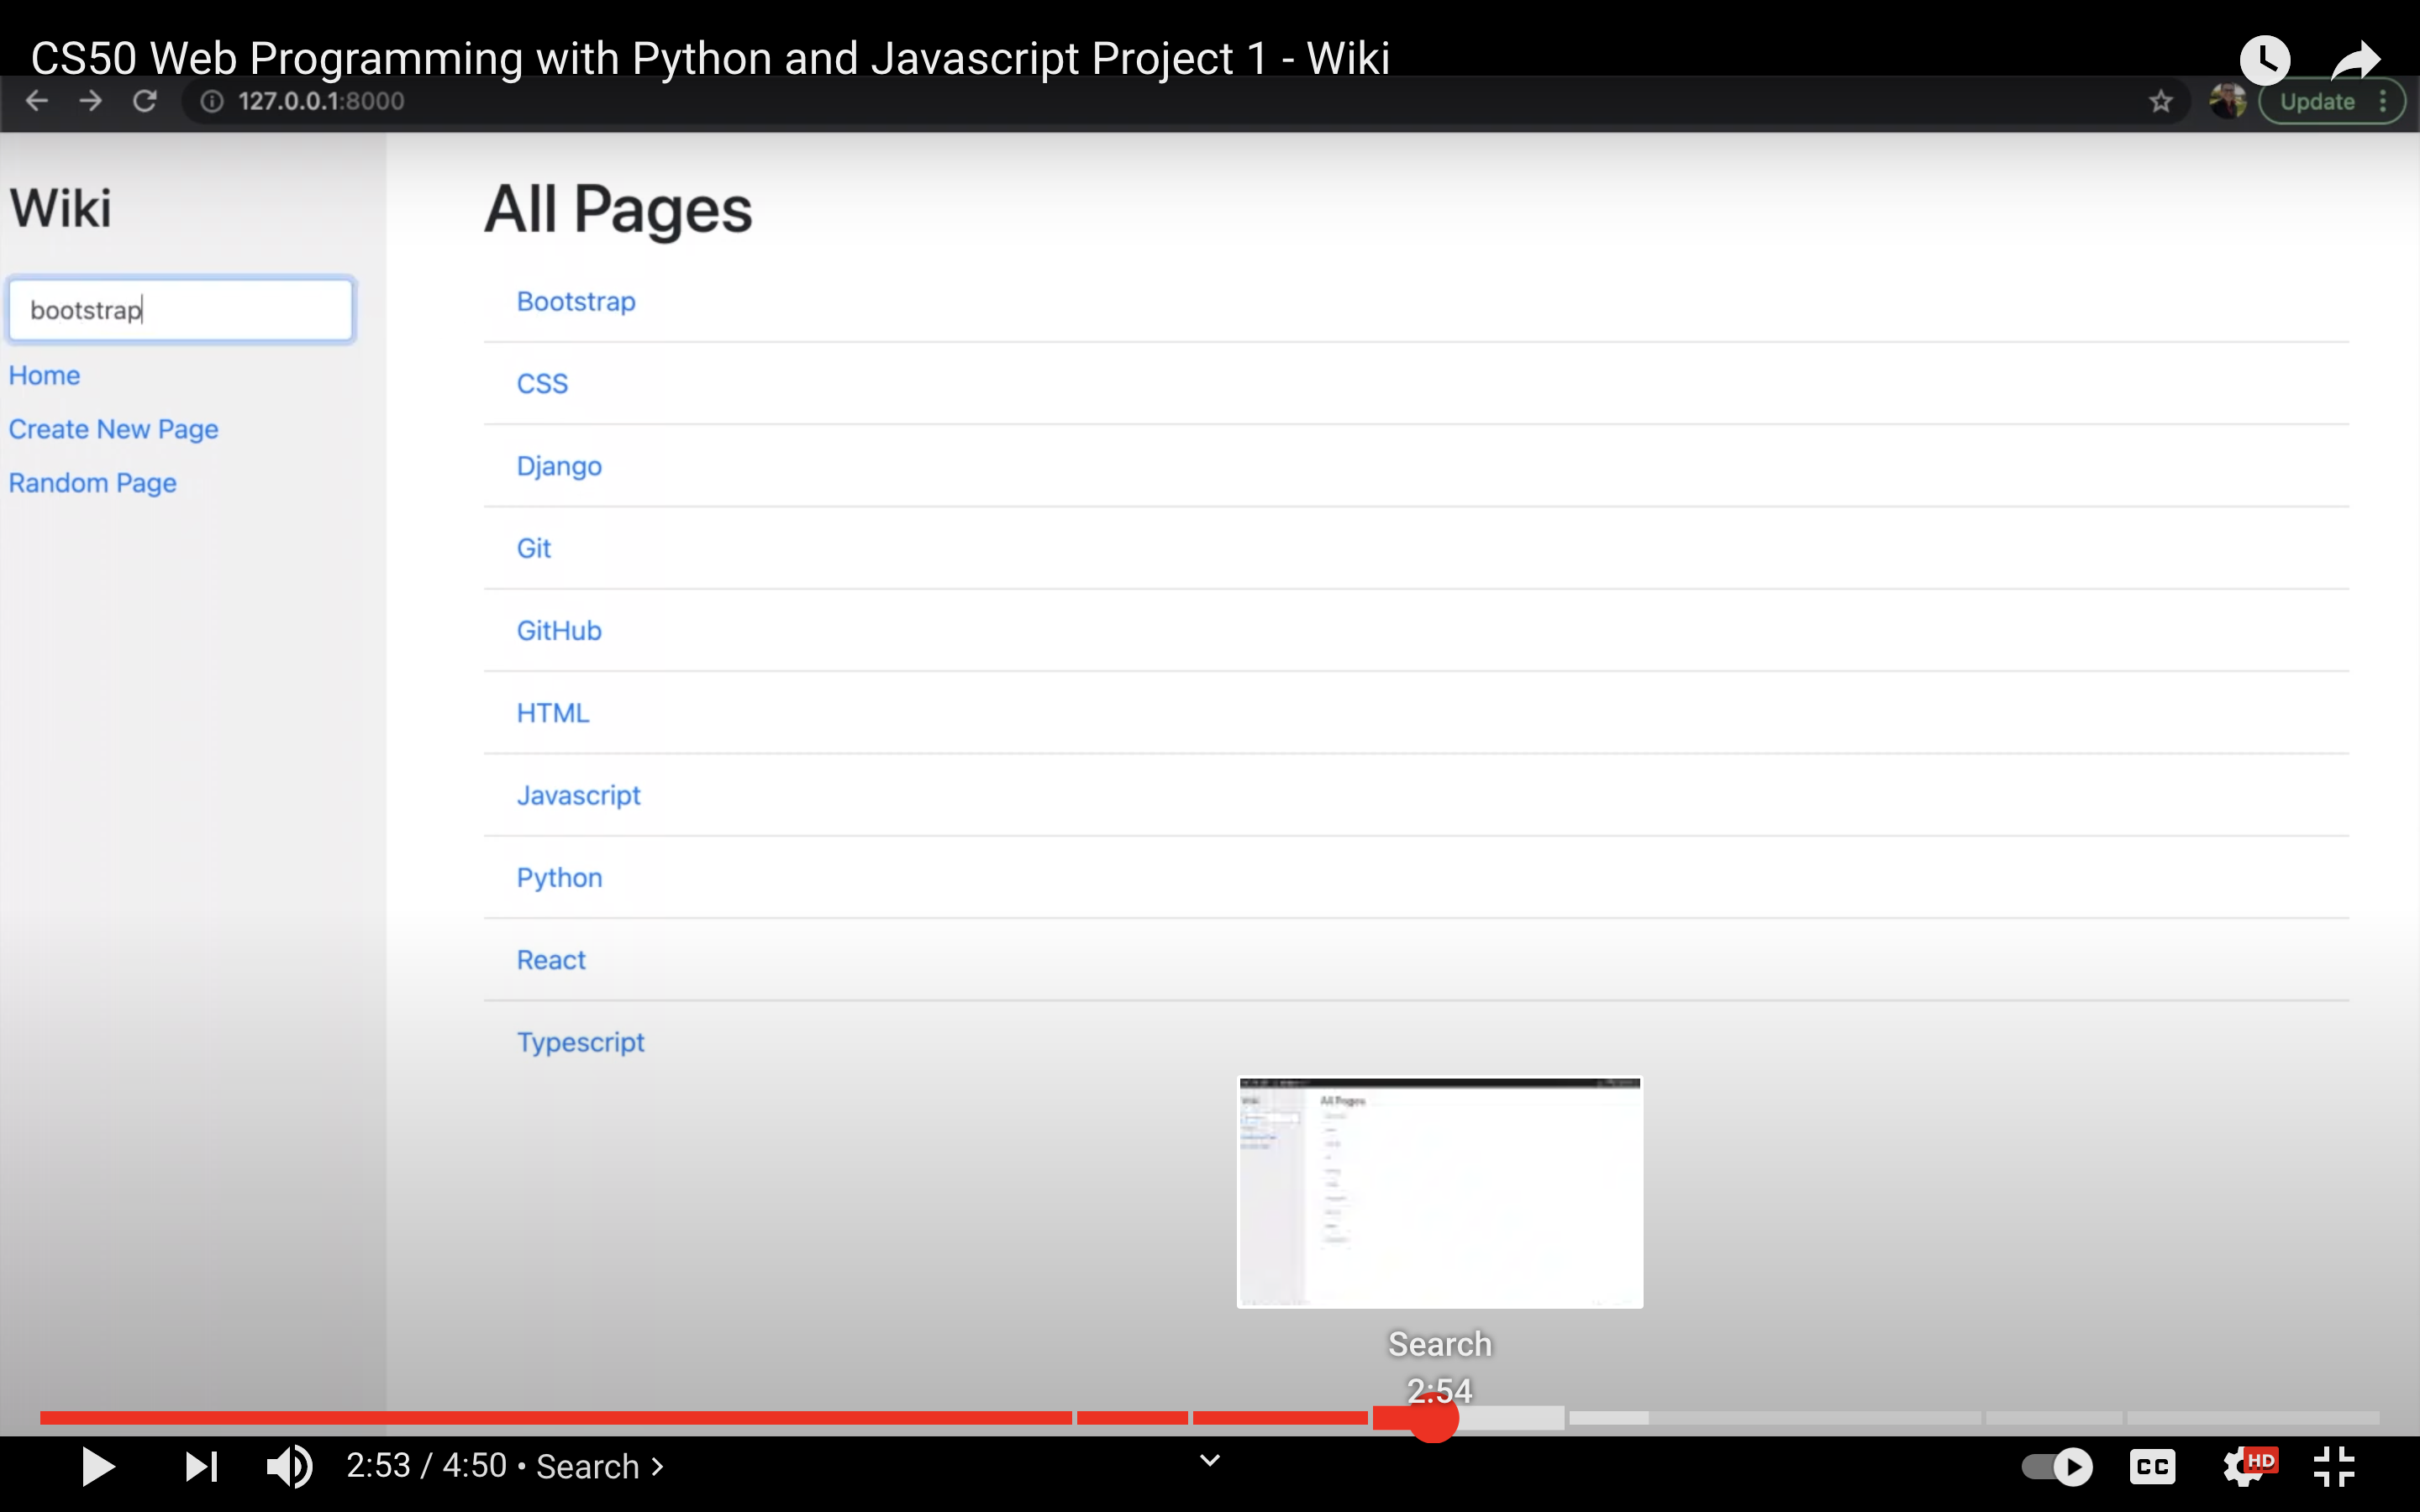 CS50 Web Programming with Python and Javascript Project 1 - Wiki
127.0.0.1:8000
Update
Wiki
bootstrap
Home
Create New Page
Random Page
All Pages
Bootstrap
CSS
Django
Git
GitHub
HTML
Javascript
Python
React
Typescript
All Pages
Search
2:54
2:53 / 4:50 • Search >
CC
HD